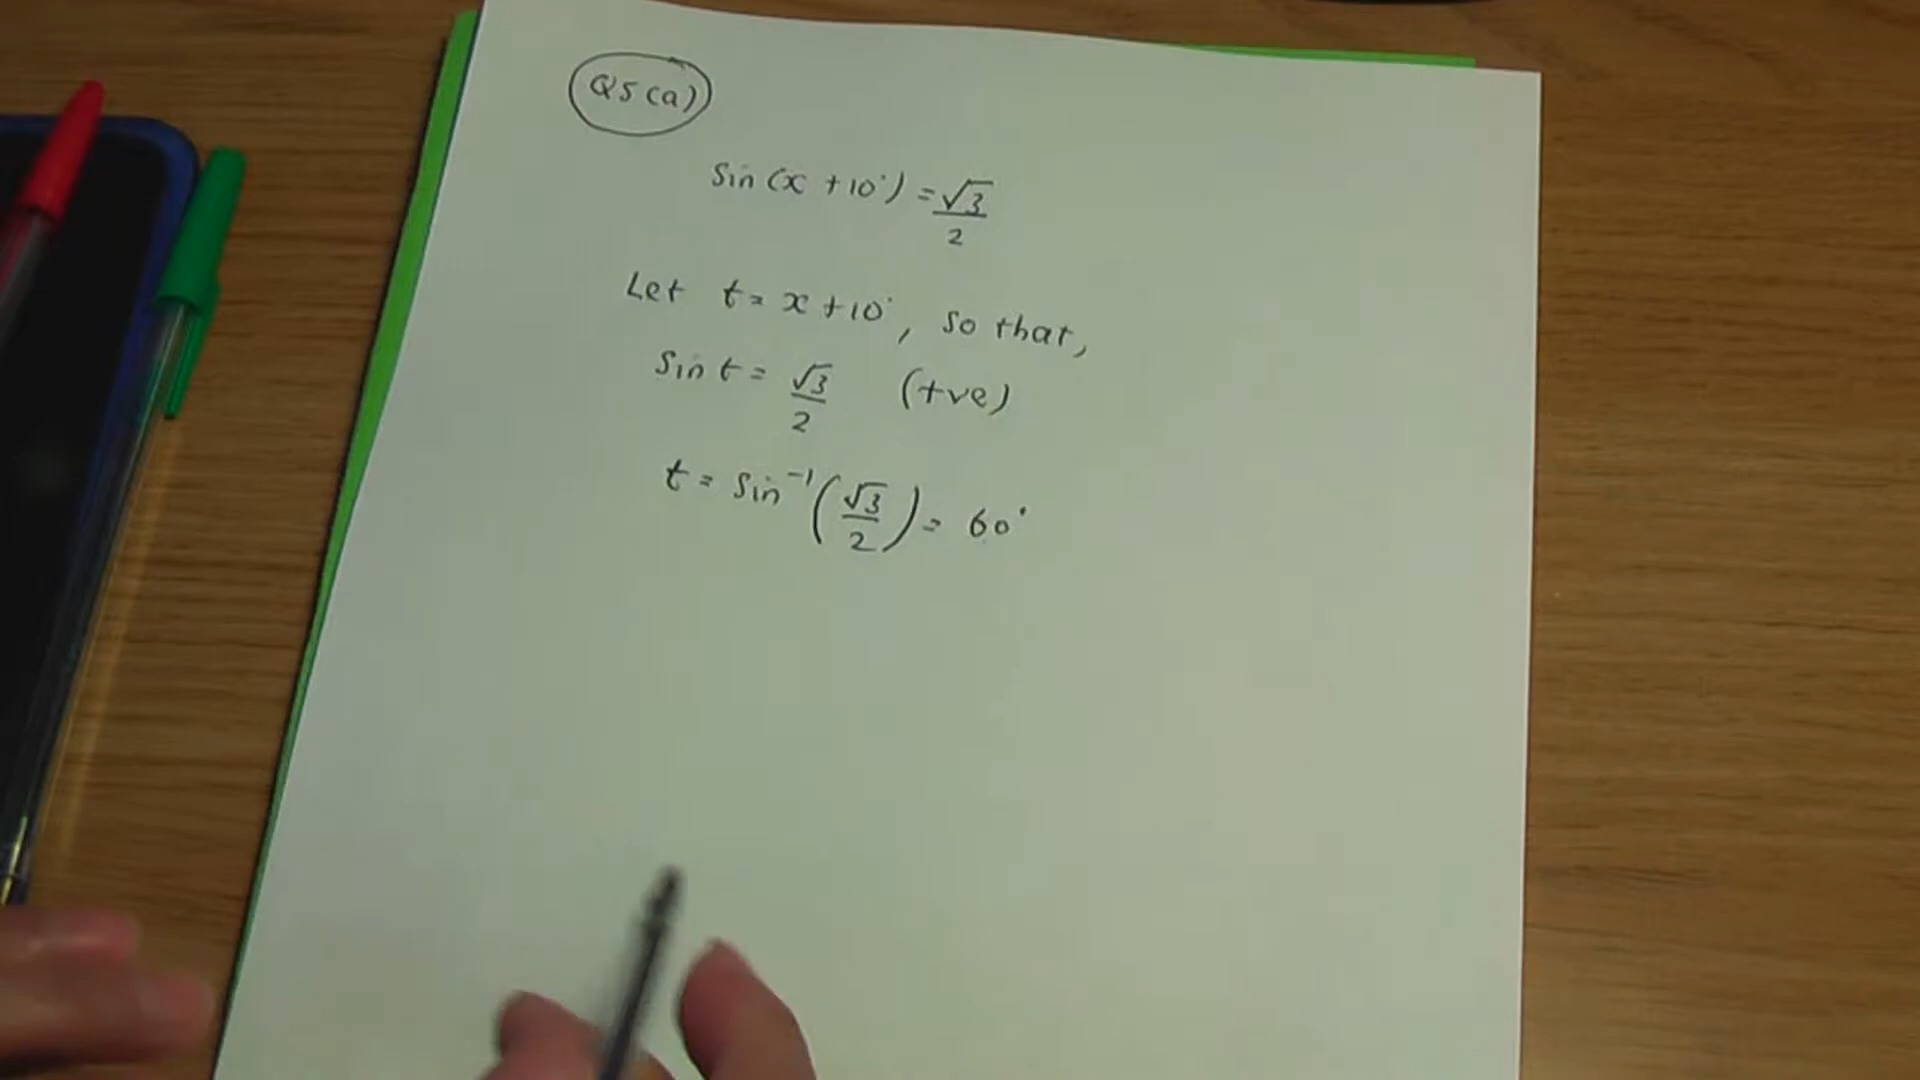 Q5(a)
Sin (x + 10°) = √3/2
Let t = x + 10°, so that,
Sin t = √3/2 (+ve)
t = Sin⁻¹(√3/2) = 60°